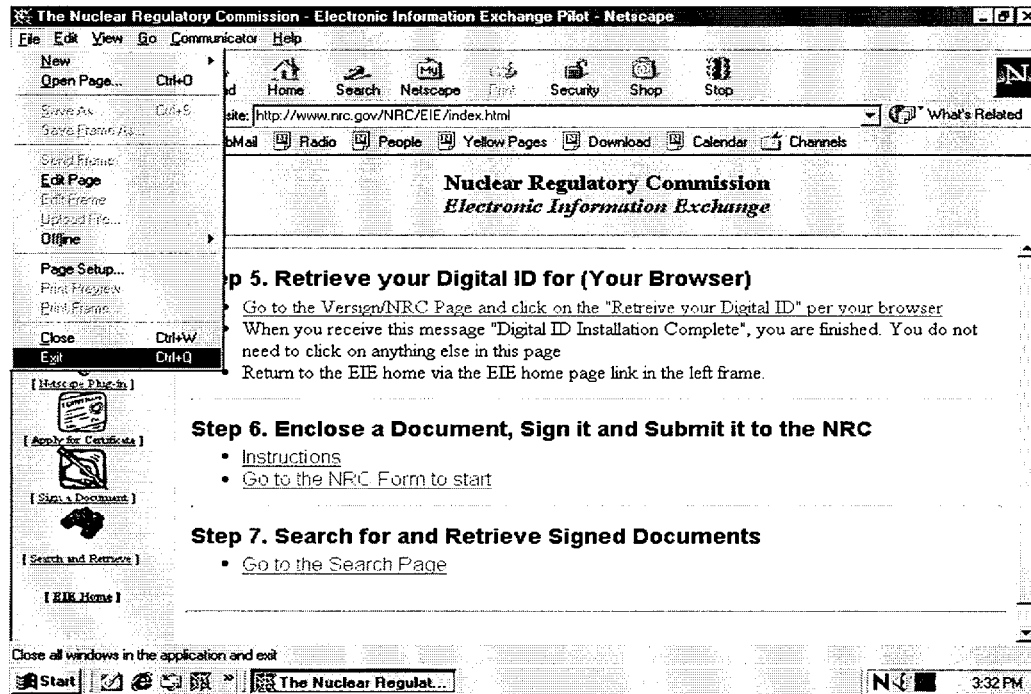 The Nuclear Regulatory Commission - Electronic Information Exchange Pilot - Netscape
File Edit View Go Communicator Help
New
Open Page... Ctrl+O
Save As Ctrl+S
Save Frame As...
Send Frame
Edit Page
Edit Frame
Upload File...
Offline
Page Setup...
Print Preview
Print Frame
Close Ctrl+W
Exit Ctrl+Q
Home Search Netscape Print Security Shop Stop
site: http://www.nrc.gov/NRC/EIE/index.html What's Related
bMail Radio People Yellow Pages Download Calendar Channels
Nuclear Regulatory Commission
Electronic Information Exchange
p 5. Retrieve your Digital ID for (Your Browser)
Go to the Versign/NRC Page and click on the "Retreive your Digital ID" per your browser
When you receive this message "Digital ID Installation Complete", you are finished. You do not
need to click on anything else in this page
Return to the EIE home via the EIE home page link in the left frame.
[ Netscape Plug-in ]
[ Apply for Certificate ]
[ Sign a Document ]
[ Search and Retrieve ]
[ EIE Home ]
Step 6. Enclose a Document, Sign it and Submit it to the NRC
Instructions
Go to the NRC Form to start
Step 7. Search for and Retrieve Signed Documents
Go to the Search Page
Close all windows in the application and exit
Start The Nuclear Regulat... 3:32 PM